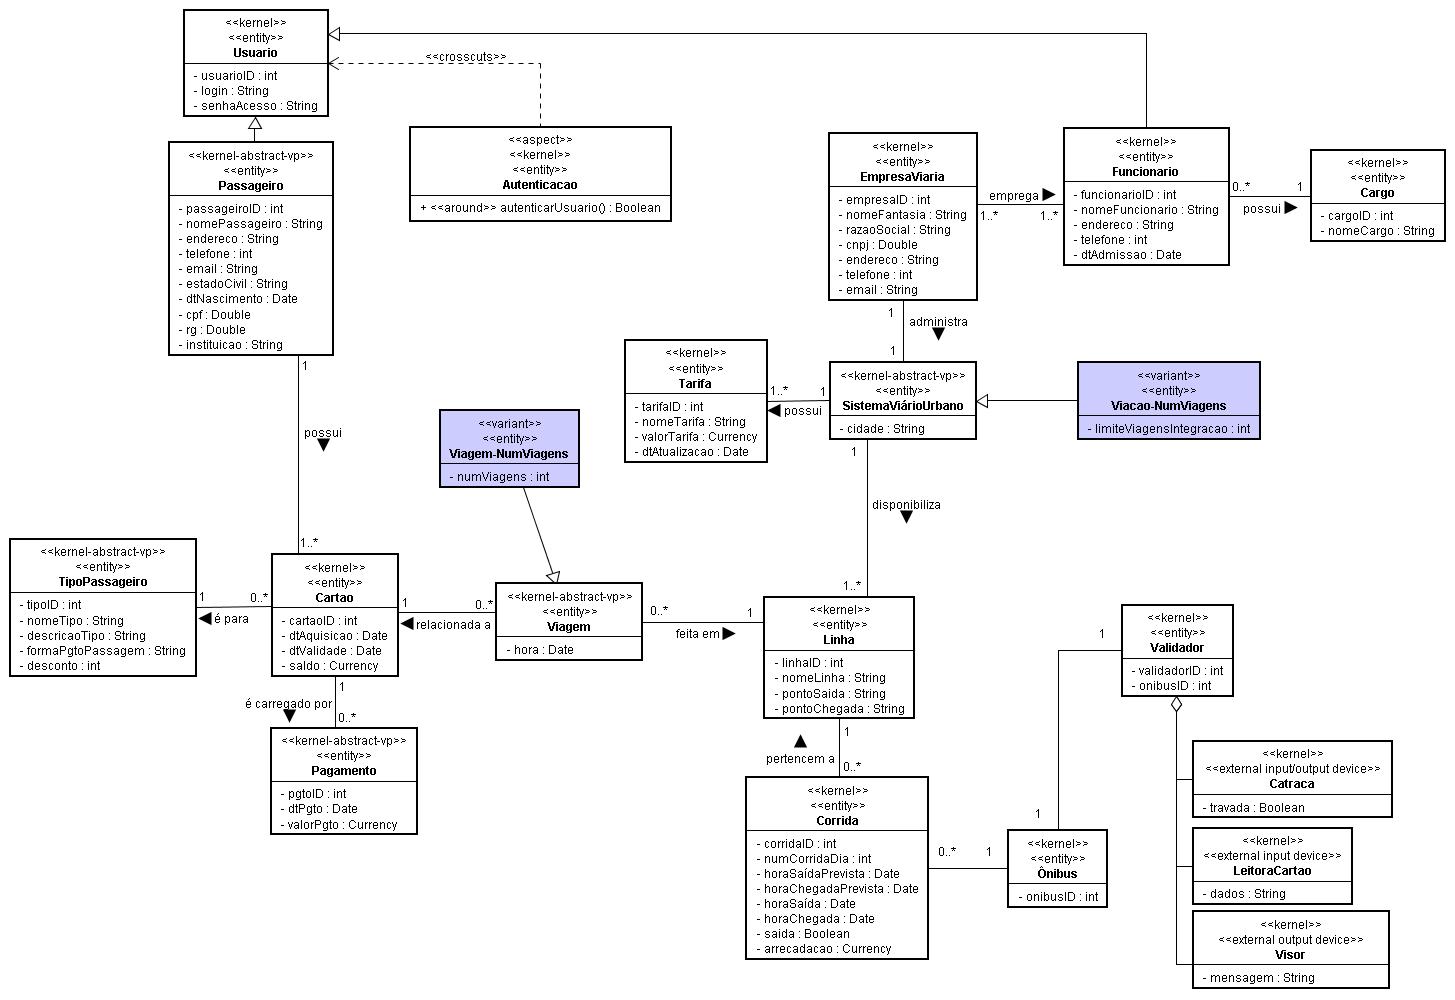 <<kernel>>
<<entity>>
Usuario
- usuarioID : int
- login : String
- senhaAcesso : String
<<crosscuts>>
<<kernel-abstract-vp>>
<<entity>>
Passageiro
- passageiroID : int
- nomePassageiro : String
- endereco : String
- telefone : int
- email : String
- estadoCivil : String
- dtNascimento : Date
- cpf : Double
- rg : Double
- instituicao : String
<<aspect>>
<<kernel>>
<<entity>>
Autenticacao
+ <<around>> autenticarUsuario() : Boolean
<<kernel>>
<<entity>>
EmpresaViaria
- empresaID : int
- nomeFantasia : String
- razaoSocial : String
- cnpj : Double
- endereco : String
- telefone : int
- email : String
emprega
1..*
1..*
<<kernel>>
<<entity>>
Funcionario
- funcionarioID : int
- nomeFuncionario : String
- endereco : String
- telefone : int
- dtAdmissao : Date
0..*
1
possui
<<kernel>>
<<entity>>
Cargo
- cargoID : int
- nomeCargo : String
1
administra
1
<<kernel>>
<<entity>>
Tarifa
- tarifaID : int
- nomeTarifa : String
- valorTarifa : Currency
- dtAtualizacao : Date
1..*
1
possui
<<kernel-abstract-vp>>
<<entity>>
SistemaViárioUrbano
- cidade : String
<<variant>>
<<entity>>
Viacao-NumViagens
- limiteViagensIntegracao : int
1
possui
1..*
<<variant>>
<<entity>>
Viagem-NumViagens
- numViagens : int
1
disponibiliza
1..*
<<kernel-abstract-vp>>
<<entity>>
TipoPassageiro
- tipoID : int
- nomeTipo : String
- descricaoTipo : String
- formaPgtoPassagem : String
- desconto : int
1
0..*
é para
<<kernel>>
<<entity>>
Cartao
- cartaoID : int
- dtAquisicao : Date
- dtValidade : Date
- saldo : Currency
1
0..*
relacionada a
<<kernel-abstract-vp>>
<<entity>>
Viagem
- hora : Date
0..*
1
feita em
<<kernel>>
<<entity>>
Linha
- linhaID : int
- nomeLinha : String
- pontoSaida : String
- pontoChegada : String
1
é carregado por
0..*
<<kernel-abstract-vp>>
<<entity>>
Pagamento
- pgtoID : int
- dtPgto : Date
- valorPgto : Currency
1
pertencem a
0..*
<<kernel>>
<<entity>>
Corrida
- corridaID : int
- numCorridaDia : int
- horaSaídaPrevista : Date
- horaChegadaPrevista : Date
- horaSaída : Date
- horaChegada : Date
- saida : Boolean
- arrecadacao : Currency
0..*
1
<<kernel>>
<<entity>>
Ônibus
- onibusID : int
1
1
<<kernel>>
<<entity>>
Validador
- validadorID : int
- onibusID : int
<<kernel>>
<<external input/output device>>
Catraca
- travada : Boolean
<<kernel>>
<<external input device>>
LeitoraCartao
- dados : String
<<kernel>>
<<external output device>>
Visor
- mensagem : String